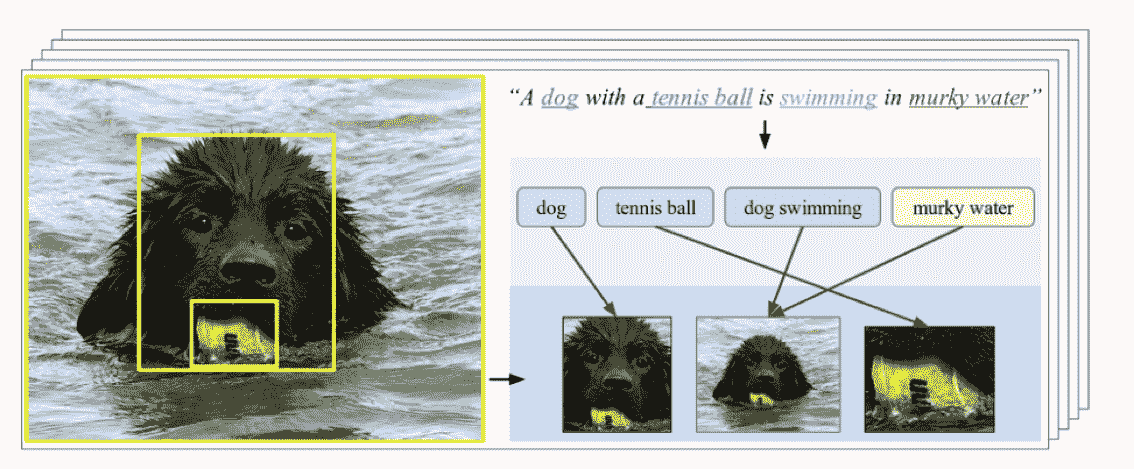 “A dog with a tennis ball is swimming in murky water”
dog
tennis ball
dog swimming
murky water